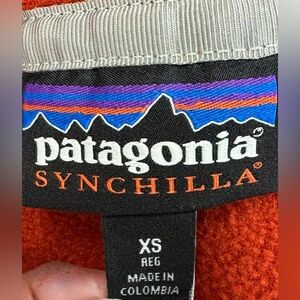 patagonia®
SYNCHILLA®
XS
REG
MADE IN
COLOMBIA